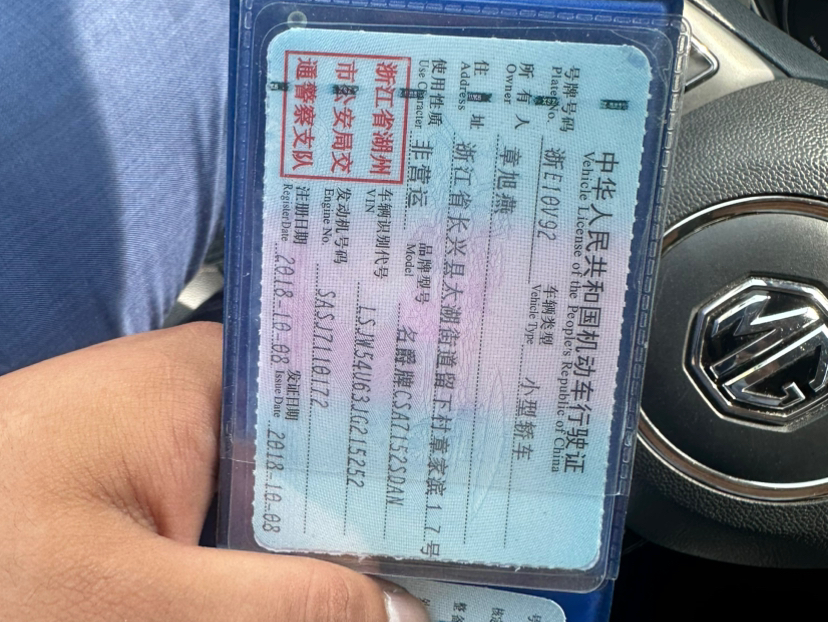 中华人民共和国机动车行驶证
Vehicle License of the People's Republic of China
号牌号码 浙E10V92 车辆类型 小型轿车
Plate No. Vehicle Type
所有人 章旭燕
Owner
住址 浙江省长兴县太湖街道留下村章家浜17号
Address
使用性质 非营运 品牌型号 名爵牌CSA7152SDAN
Use Character Model
浙江省湖州
市公安局交
通警察支队
车辆识别代号 LSJW54U63JG215252
VIN
发动机号码 SASJ7110172
Engine No.
注册日期 2018-10-08 发证日期 2018-10-08
Register Date Issue Date